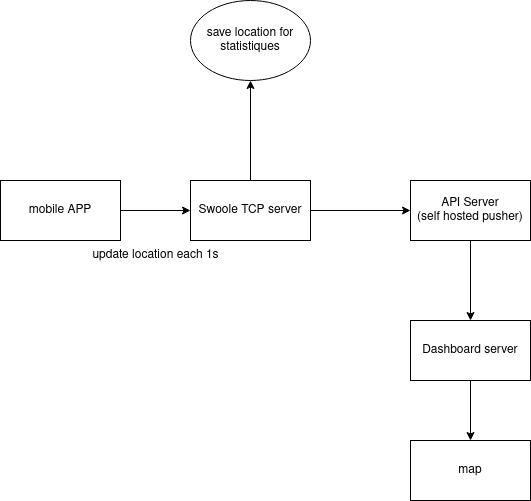 save location for
statistiques
mobile APP
Swoole TCP server
API Server
(self hosted pusher)
update location each 1s
Dashboard server
map